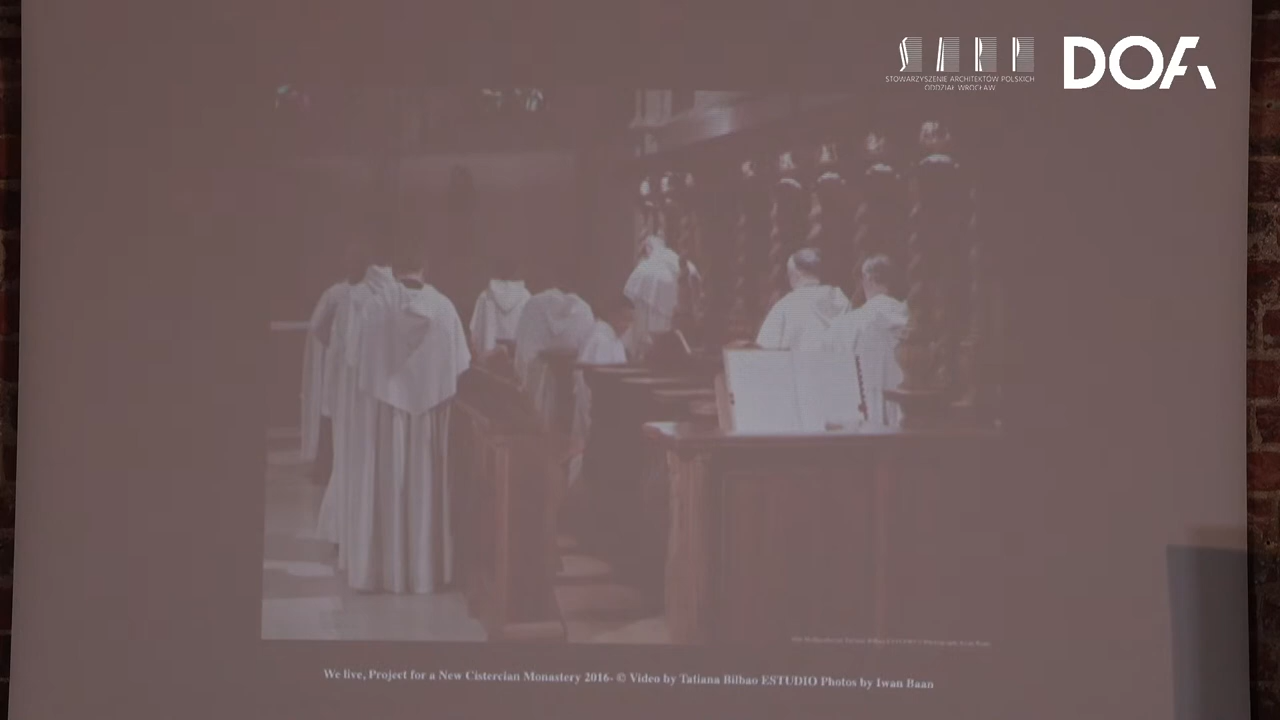 SARP
STOWARZYSZENIE ARCHITEKTÓW POLSKICH
ODDZIAŁ WROCŁAW
DOFA
We live, Project for a New Cistercian Monastery 2016- © Video by Tatiana Bilbao ESTUDIO Photos by Iwan Baan